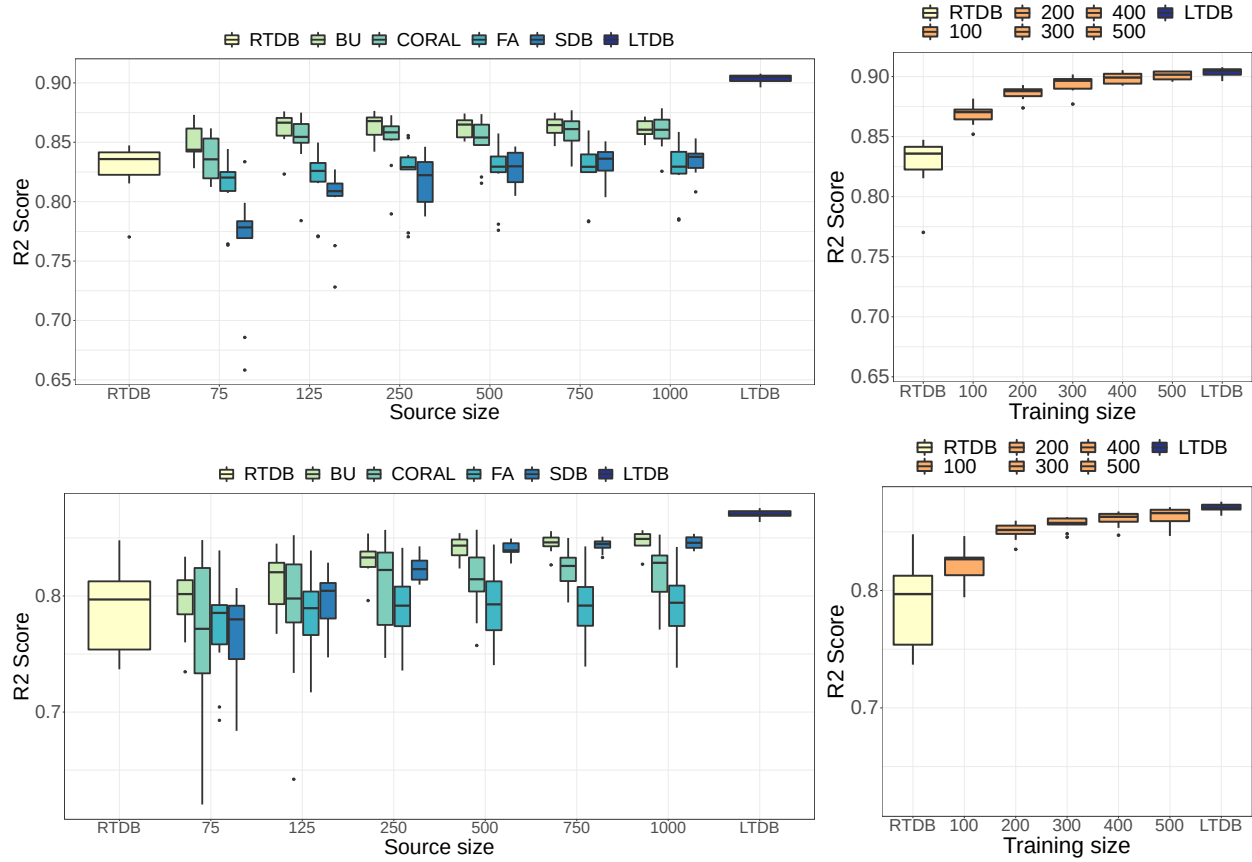 RTDB BU CORAL FA SDB LTDB
0.90
0.85
0.80
0.75
0.70
0.65
R2 Score
RTDB 75 125 250 500 750 1000 LTDB
Source size
RTDB 200 400 LTDB
100 300 500
0.90
0.85
0.80
0.75
0.70
0.65
R2 Score
RTDB 100 200 300 400 500 LTDB
Training size
RTDB BU CORAL FA SDB LTDB
0.8
0.7
R2 Score
RTDB 75 125 250 500 750 1000 LTDB
Source size
RTDB 200 400 LTDB
100 300 500
0.8
0.7
R2 Score
RTDB 100 200 300 400 500 LTDB
Training size